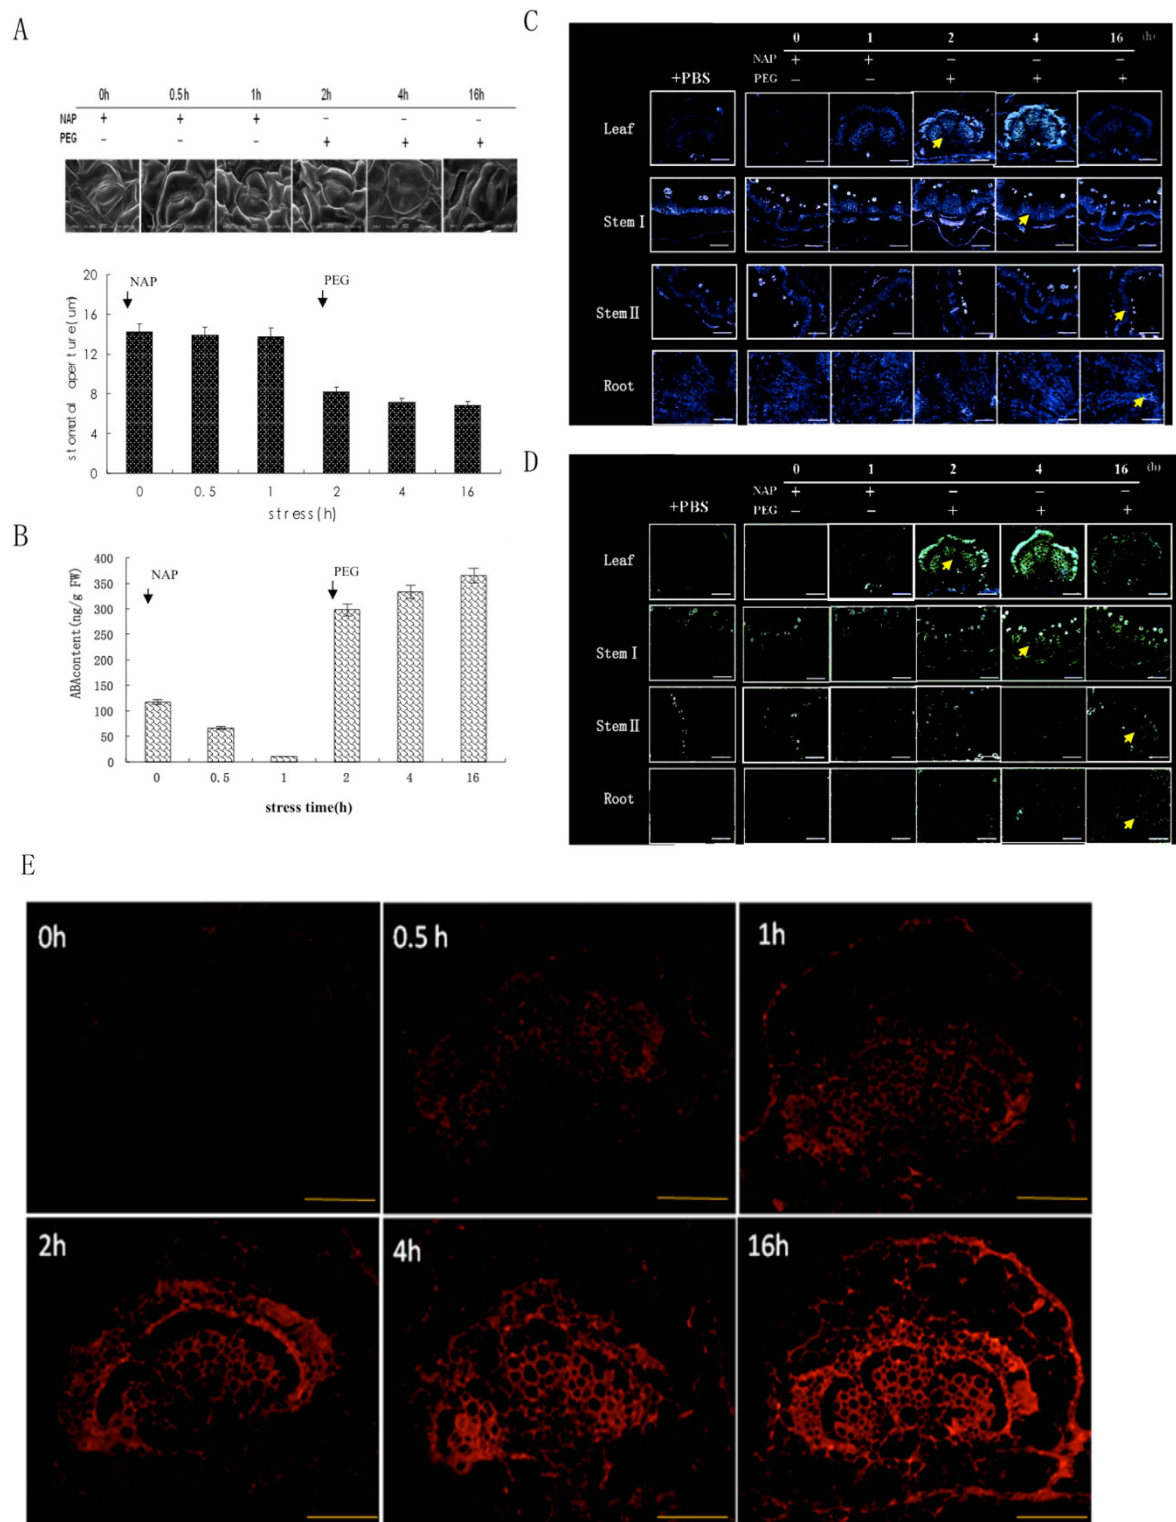 A
0h 0.5h 1h 2h 4h 16h
NAP + + + − − −
PEG − − − + + +
NAP
PEG
20
16
12
8
4
0
stomatal aperture(um)
0 0.5 1 2 4 16
stress(h)
B
NAP
PEG
400
350
300
250
200
150
100
50
0
ABAcontent(ng/g FW)
0 0.5 1 2 4 16
stress time(h)
C
0 1 2 4 16 (h)
NAP + + − − −
+PBS PEG − − + + +
Leaf
Stem I
Stem II
Root
D
0 1 2 4 16 (h)
NAP + + − − −
+PBS PEG − − + + +
Leaf
Stem I
Stem II
Root
E
0h 0.5 h 1h
2h 4h 16h